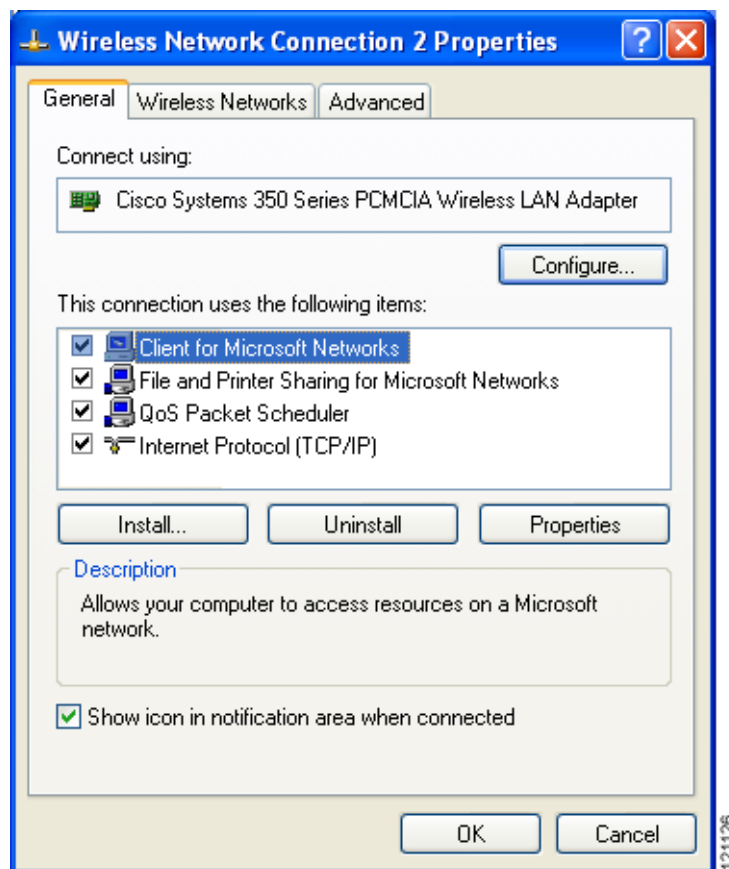 Wireless Network Connection 2 Properties
?
General
Wireless Networks
Advanced
Connect using:
Cisco Systems 350 Series PCMCIA Wireless LAN Adapter
Configure...
This connection uses the following items:
Client for Microsoft Networks
File and Printer Sharing for Microsoft Networks
QoS Packet Scheduler
Internet Protocol (TCP/IP)
Install...
Uninstall
Properties
Description
Allows your computer to access resources on a Microsoft
network.
Show icon in notification area when connected
OK
Cancel
121126